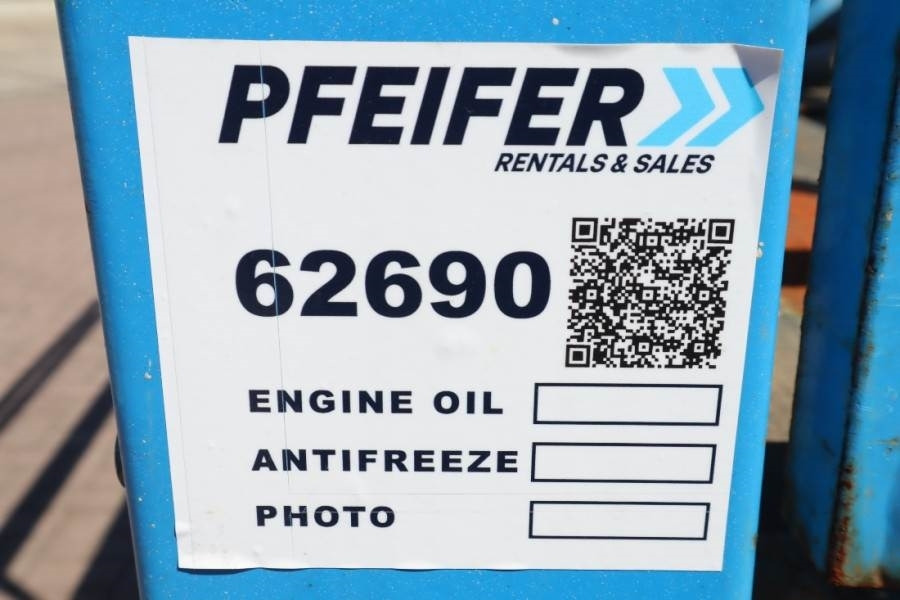 PFEIFER
RENTALS & SALES
62690
ENGINE OIL
ANTIFREEZE
PHOTO